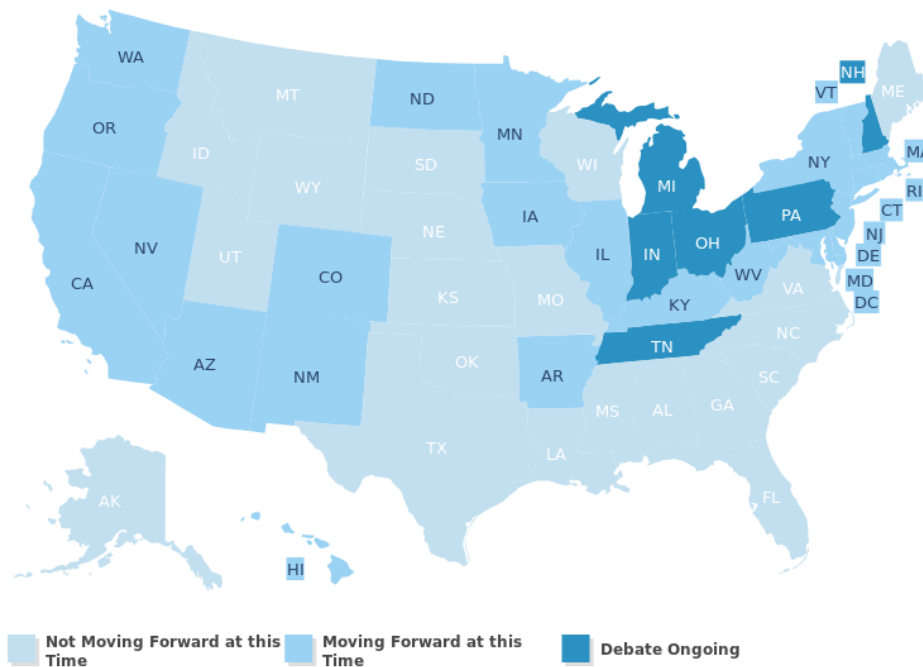 WA
MT
ND
MN
OR
ID
SD
WI
WY
MI
NY
VT
NH
ME
MA
RI
CT
NJ
DE
MD
DC
NV
UT
CO
NE
IA
IL
IN
OH
PA
WV
CA
KS
MO
KY
VA
AZ
NM
OK
AR
TN
NC
SC
TX
LA
MS
AL
GA
FL
AK
HI
Not Moving Forward at this
Time
Moving Forward at this
Time
Debate Ongoing